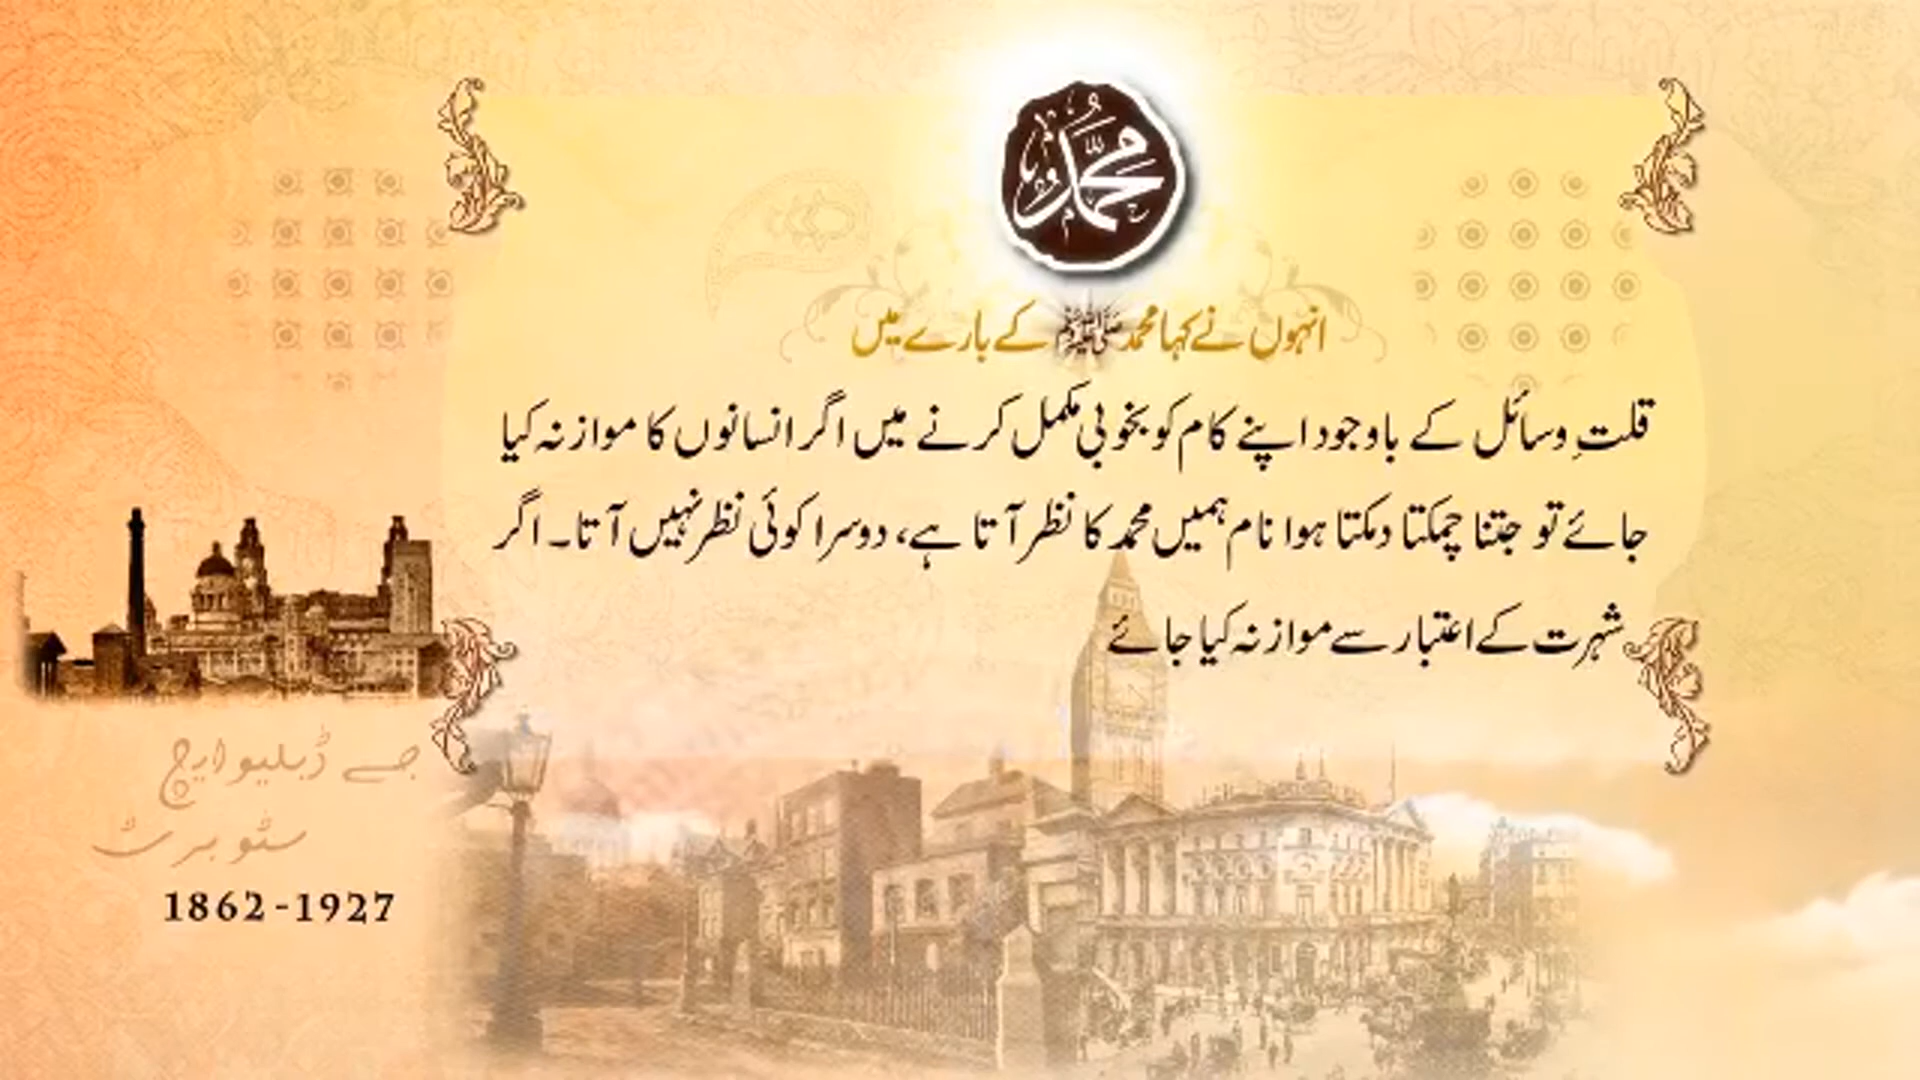 محمد
انہوں نے کہا محمد ﷺ کے بارے میں
قلتِ وسائل کے باوجود اپنے کام کو بخوبی مکمل کرنے میں اگر انسانوں کا موازنہ کیا
جائے تو جتنا چمکتا دمکتا ہوا نام ہمیں محمد کا نظر آتا ہے، دوسرا کوئی نظر نہیں آتا۔ اگر
شہرت کے اعتبار سے موازنہ کیا جائے
جے ڈبلیو ایچ
سٹوبرٹ
1862-1927